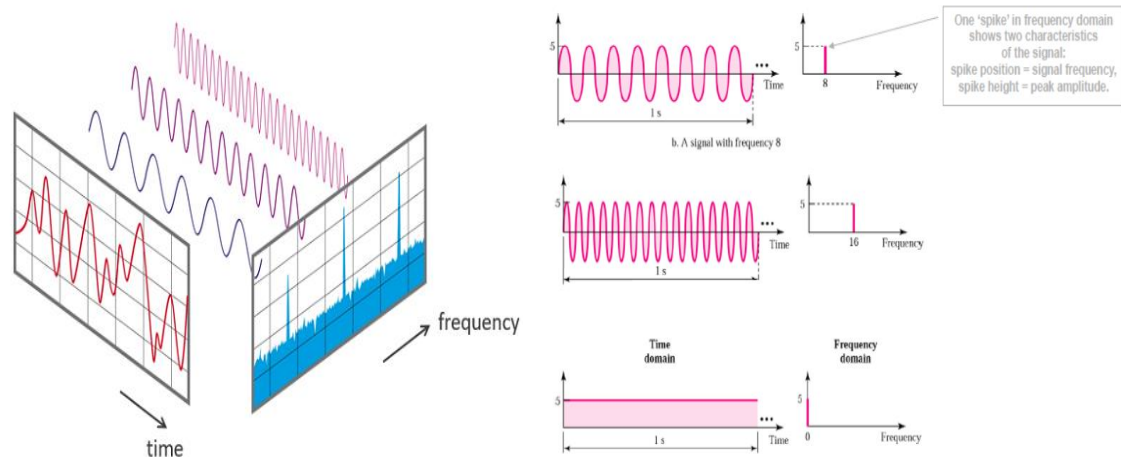 frequency
time
One ‘spike’ in frequency domain
shows two characteristics
of the signal:
spike position = signal frequency,
spike height = peak amplitude.
5
•••
Time
1 s
5
8
Frequency
b. A signal with frequency 8
5
•••
Time
1 s
5
16
Frequency
Time
domain
Frequency
domain
5
•••
Time
1 s
5
0
Frequency